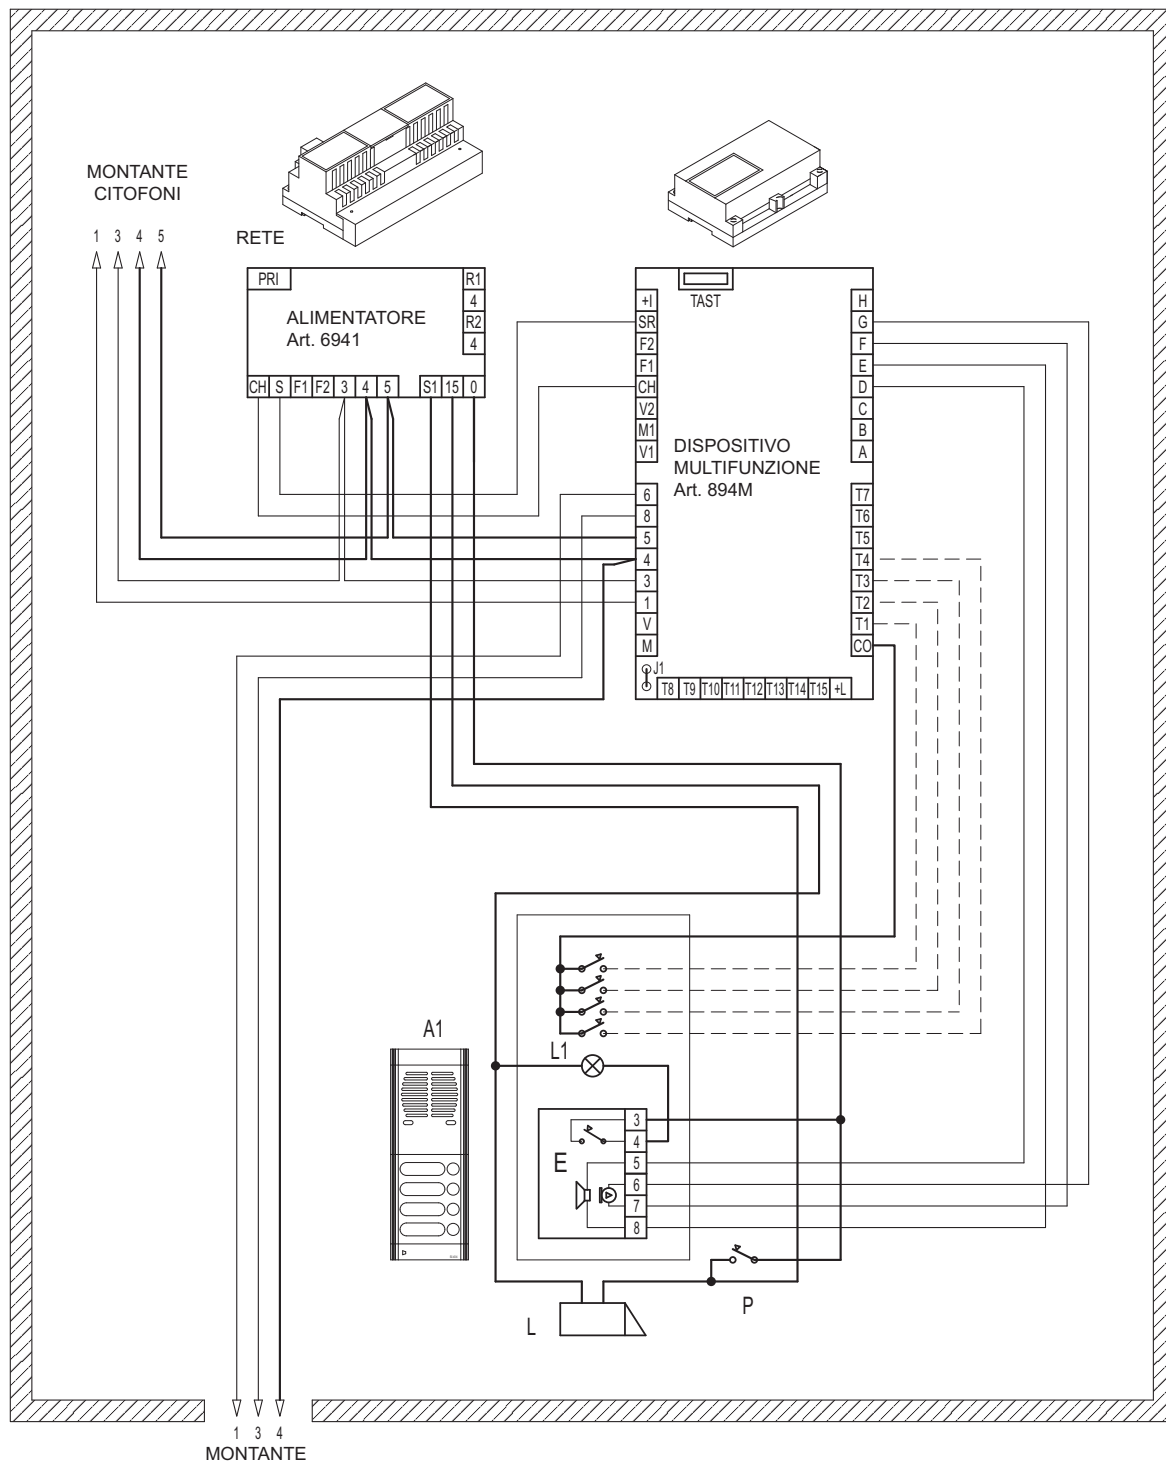 MONTANTE
CITOFONI
1 3 4 5
RETE
PRI
R1
4
R2
4
ALIMENTATORE
Art. 6941
CH S F1 F2 3 4 5 S1 15 0
TAST
+I
SR
F2
F1
CH
V2
M1
V1
6
8
5
4
3
1
V
M
J1
DISPOSITIVO
MULTIFUNZIONE
Art. 894M
H
G
F
E
D
C
B
A
T7
T6
T5
T4
T3
T2
T1
CO
T8 T9 T10 T11 T12 T13 T14 T15 +L
A1
L1
E
3
4
5
6
7
8
P
L
1 3 4
MONTANTE